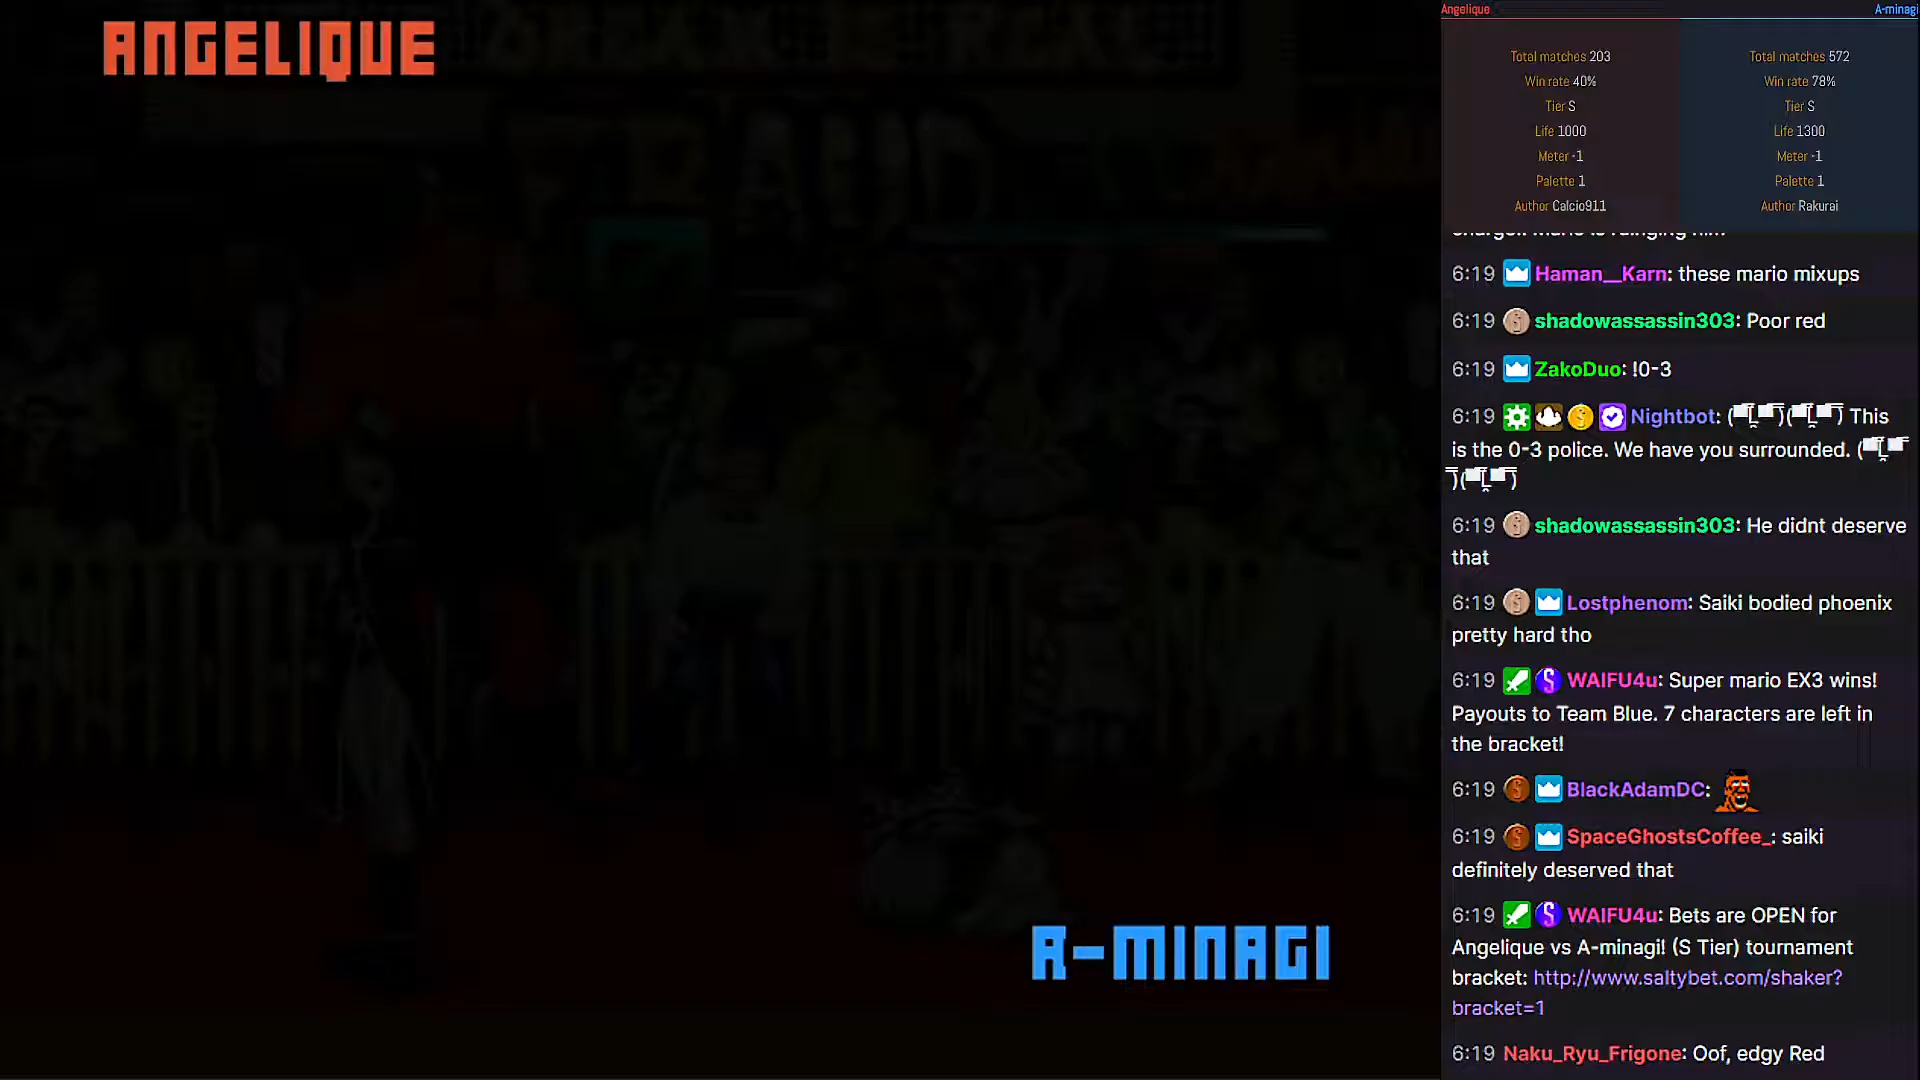 ANGELIQUE
A-MINAGI
Angelique
A-minagi
Total matches 203
Win rate 40%
Tier S
Life 1000
Meter -1
Palette 1
Author Calcio911
Total matches 572
Win rate 78%
Tier S
Life 1300
Meter -1
Palette 1
Author Rakurai
6:19 Haman__Karn: these mario mixups
6:19 shadowassassin303: Poor red
6:19 ZakoDuo: !0-3
6:19 Nightbot: This
is the 0-3 police. We have you surrounded.
6:19 shadowassassin303: He didnt deserve
that
6:19 Lostphenom: Saiki bodied phoenix
pretty hard tho
6:19 WAIFU4u: Super mario EX3 wins!
Payouts to Team Blue. 7 characters are left in
the bracket!
6:19 BlackAdamDC:
6:19 SpaceGhostsCoffee_: saiki
definitely deserved that
6:19 WAIFU4u: Bets are OPEN for
Angelique vs A-minagi! (S Tier) tournament
bracket: http://www.saltybet.com/shaker?
bracket=1
6:19 Naku_Ryu_Frigone: Oof, edgy Red